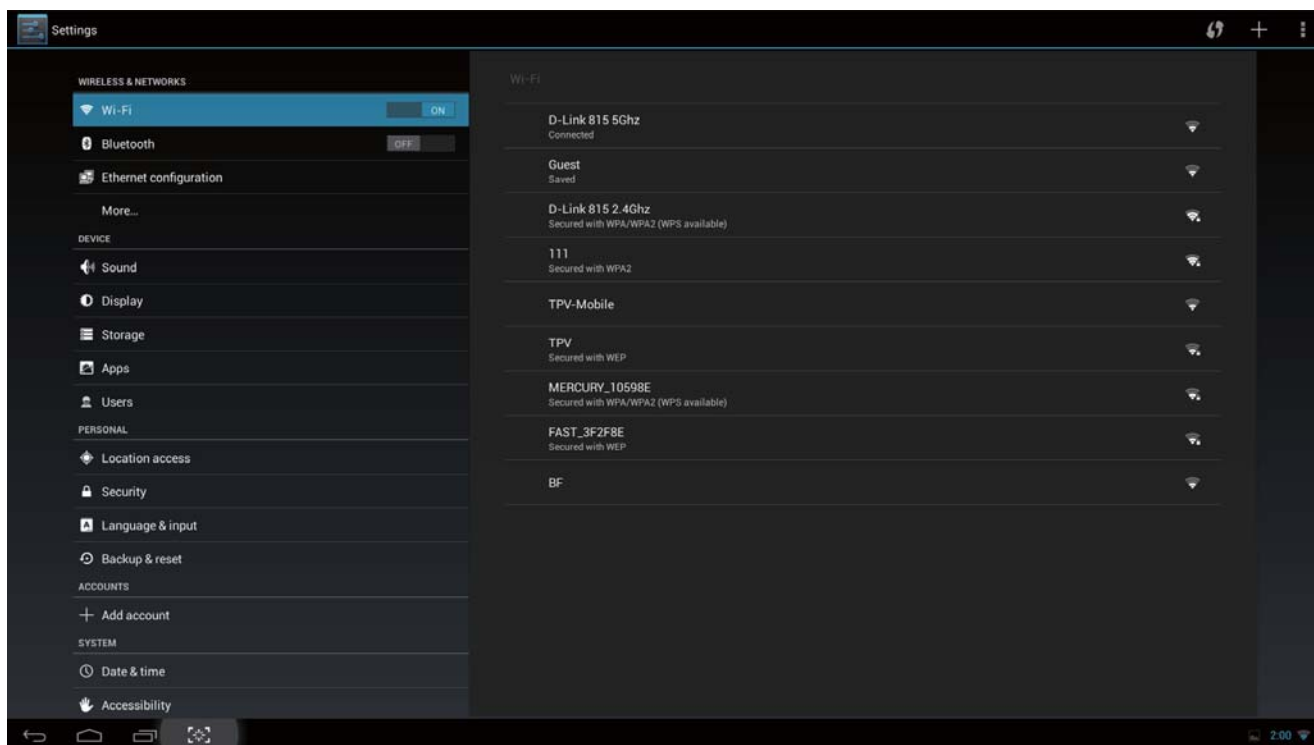 Settings
WIRELESS & NETWORKS
Wi-Fi
ON
Bluetooth
OFF
Ethernet configuration
More...
DEVICE
Sound
Display
Storage
Apps
Users
PERSONAL
Location access
Security
A
Language & input
Backup & reset
ACCOUNTS
Add account
SYSTEM
Date & time
Accessibility
Wi-Fi
D-Link 815 5Ghz
Connected
Guest
Saved
D-Link 815 2.4Ghz
Secured with WPA/WPA2 (WPS available)
111
Secured with WPA2
TPV-Mobile
TPV
Secured with WEP
MERCURY_10598E
Secured with WPA/WPA2 (WPS available)
FAST_3F2F8E
Secured with WEP
BF
2:00